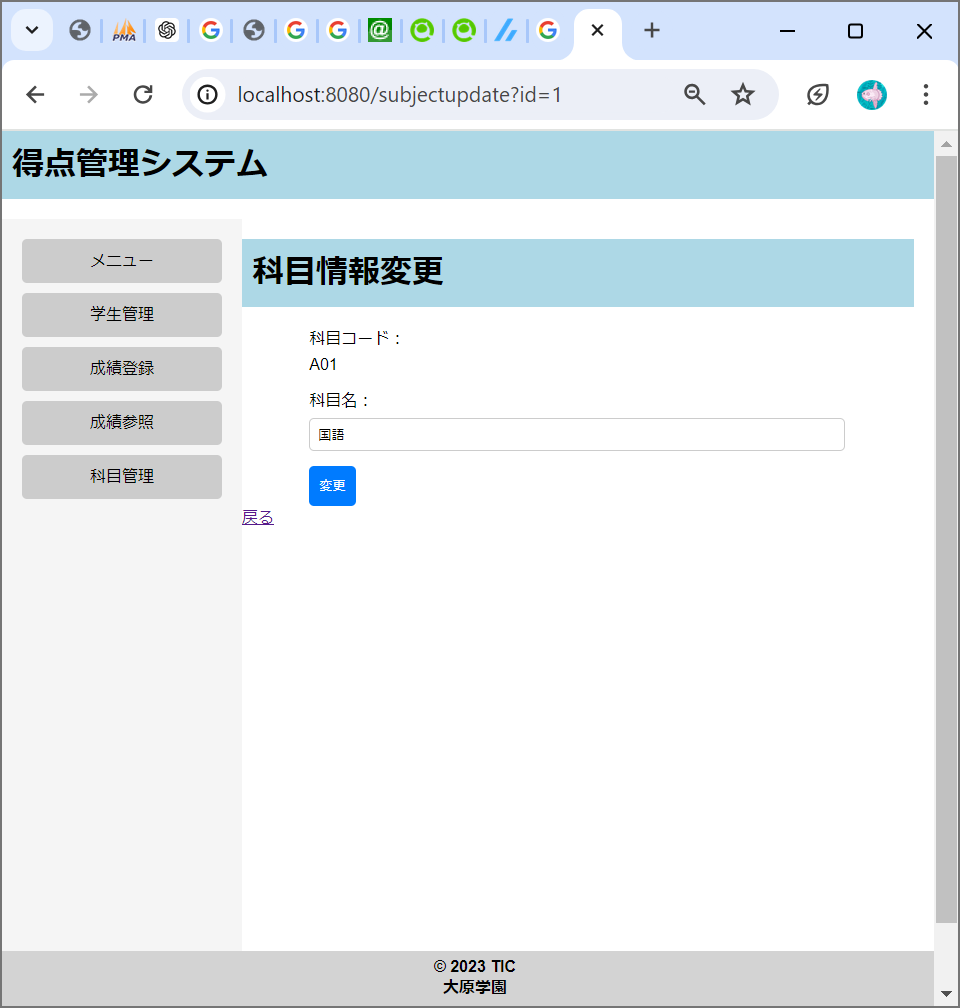 PMA
localhost:8080/subjectupdate?id=1
得点管理システム
メニュー
学生管理
成績登録
成績参照
科目管理
科目情報変更
科目コード：
A01
科目名：
国語
変更
戻る
© 2023 TIC
大原学園